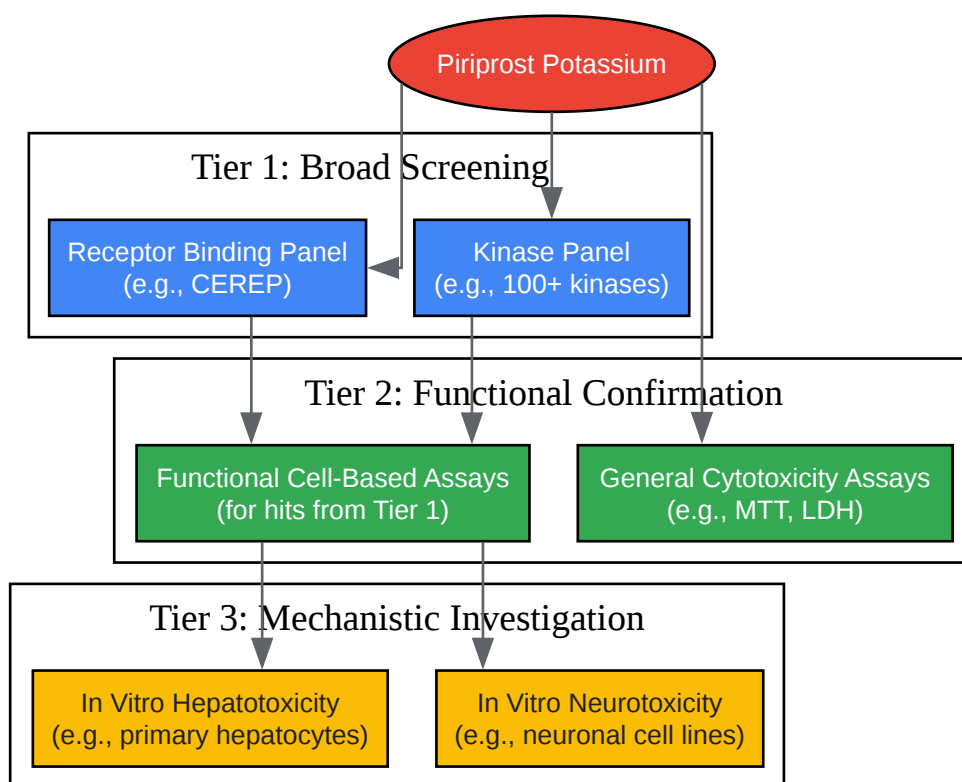 Piriprost Potassium
Tier 1: Broad Screening
Receptor Binding Panel
(e.g., CEREP)
Kinase Panel
(e.g., 100+ kinases)
Tier 2: Functional Confirmation
Functional Cell-Based Assays
(for hits from Tier 1)
General Cytotoxicity Assays
(e.g., MTT, LDH)
Tier 3: Mechanistic Investigation
In Vitro Hepatotoxicity
(e.g., primary hepatocytes)
In Vitro Neurotoxicity
(e.g., neuronal cell lines)